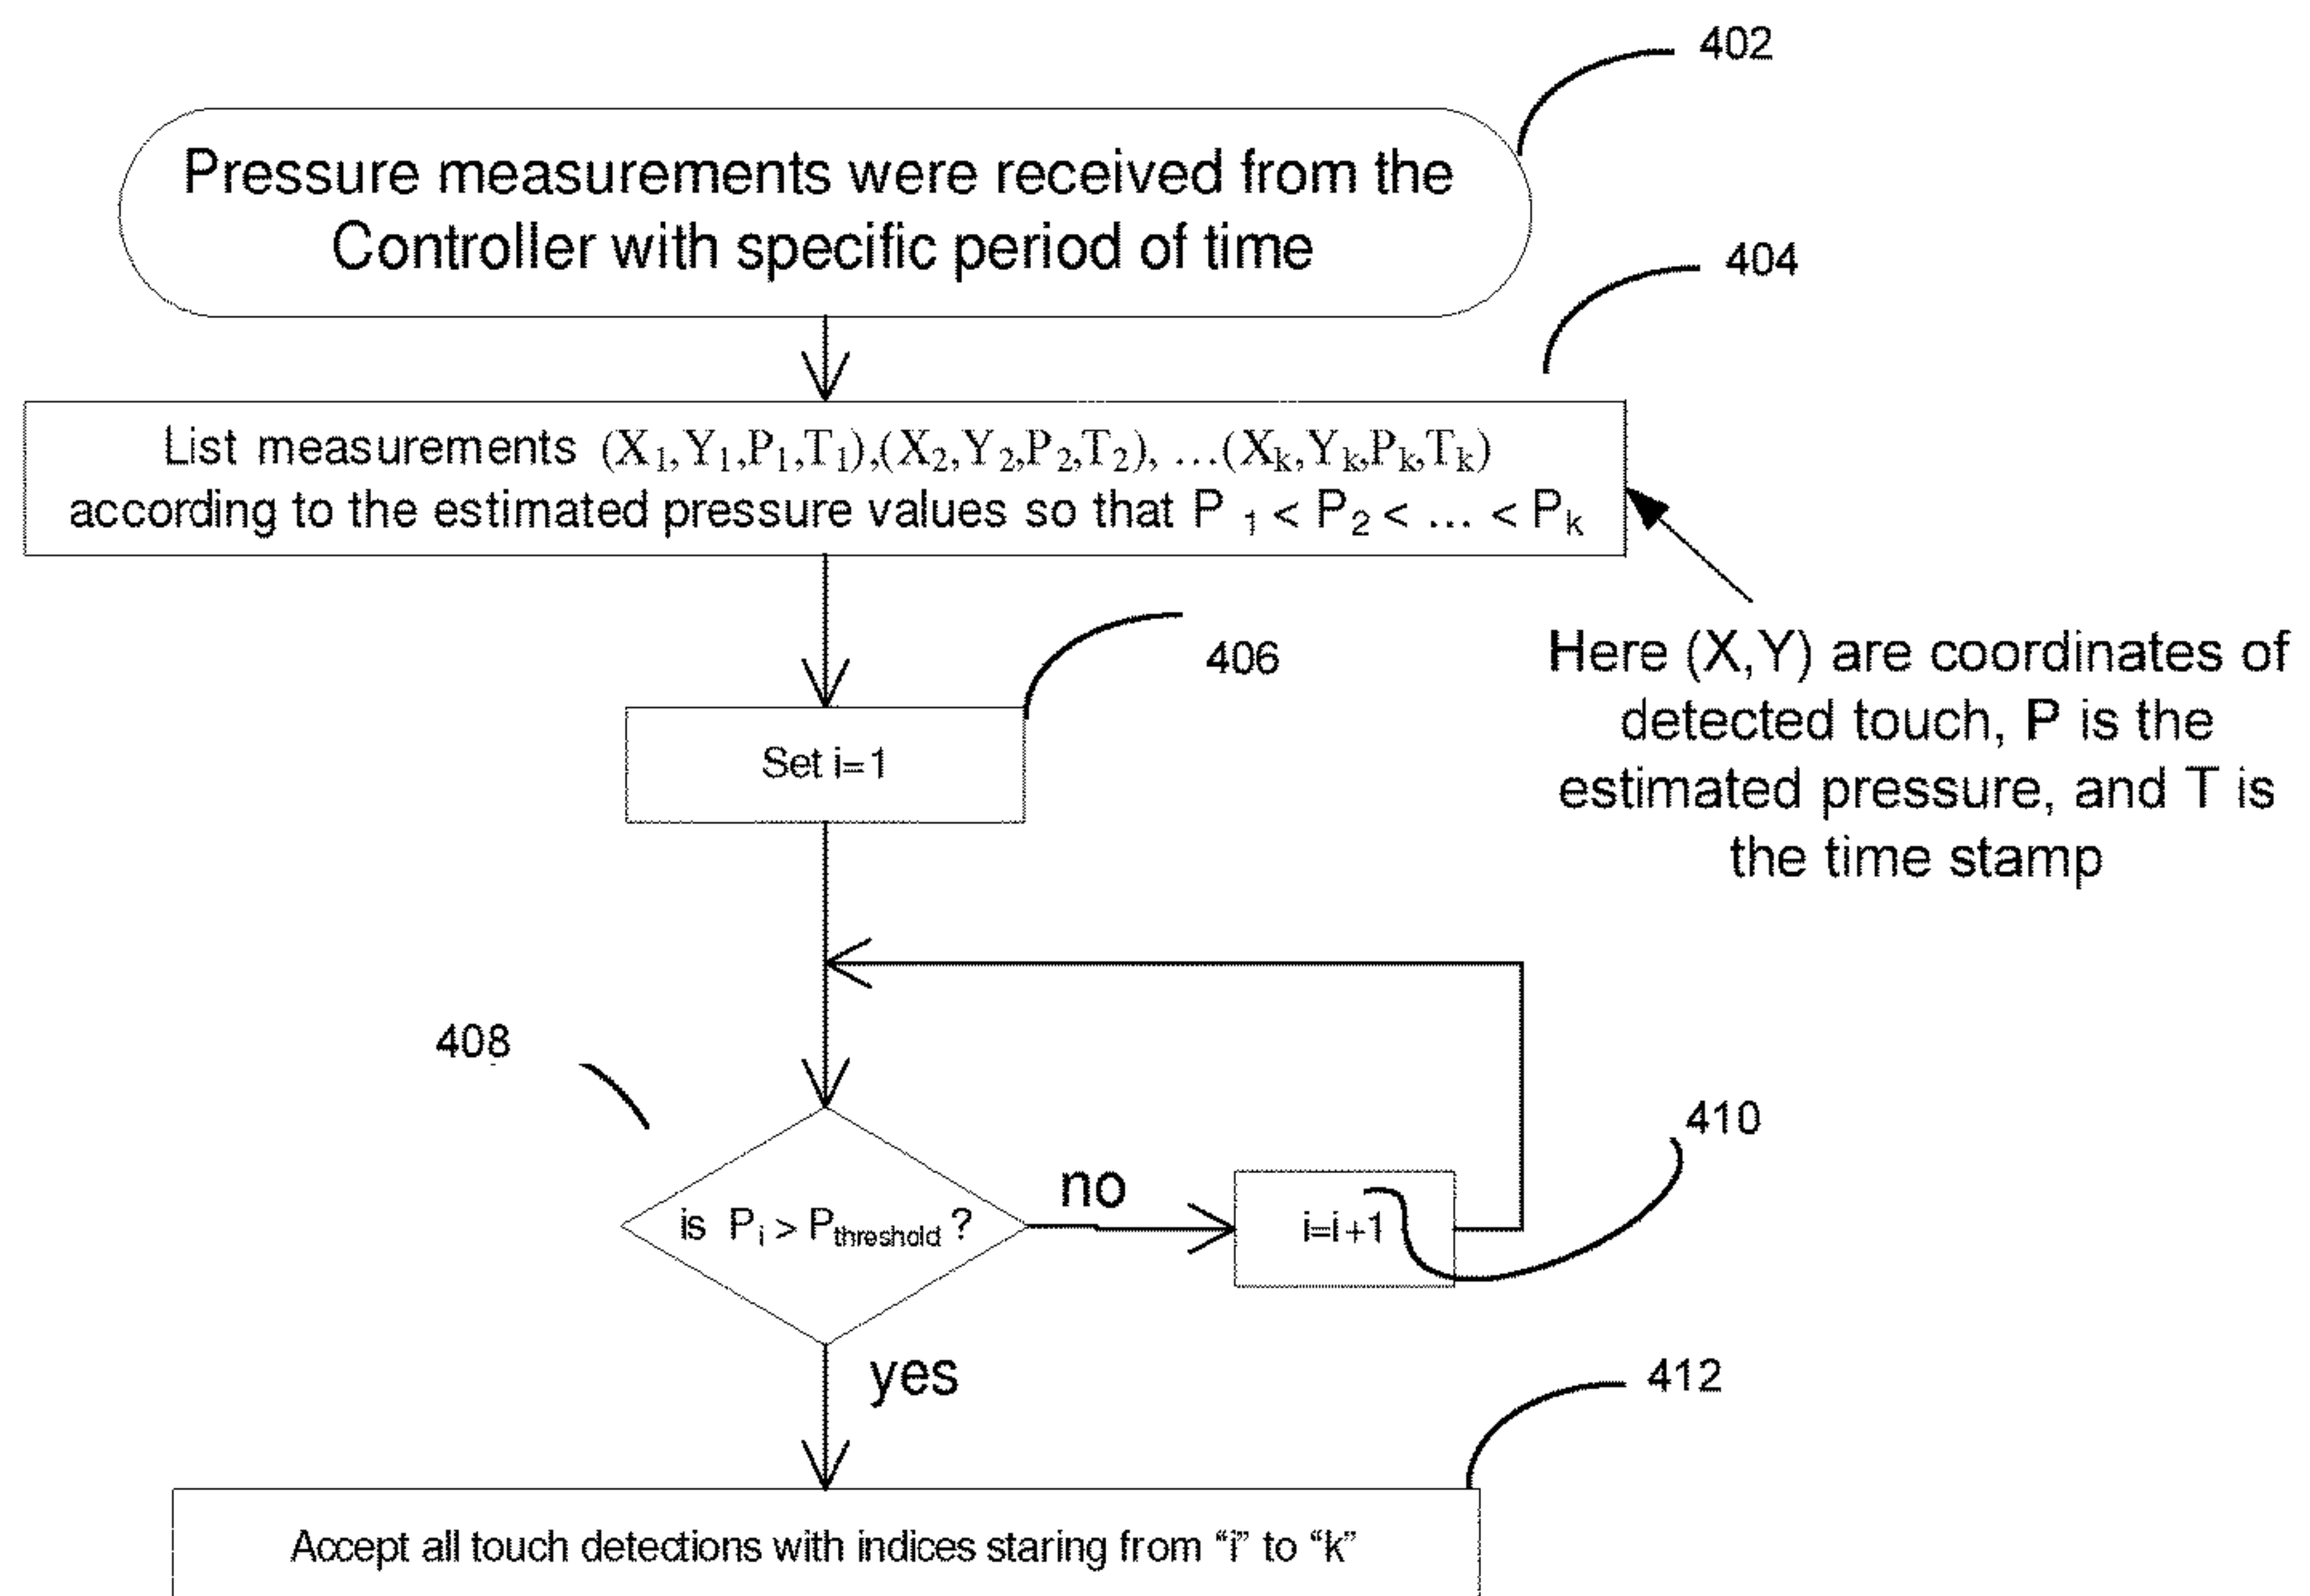 402
Pressure measurements were received from the
Controller with specific period of time
404
List measurements (X1,Y1,P1,T1),(X2,Y2,P2,T2), ...(Xk,Yk,Pk,Tk)
according to the estimated pressure values so that P 1 < P2 < ... < Pk
406
Here (X,Y) are coordinates of
detected touch, P is the
estimated pressure, and T is
the time stamp
Set i=1
408
410
no
is Pi > Pthreshold ?
i=i+1
yes
412
Accept all touch detections with indices staring from “i” to “k”